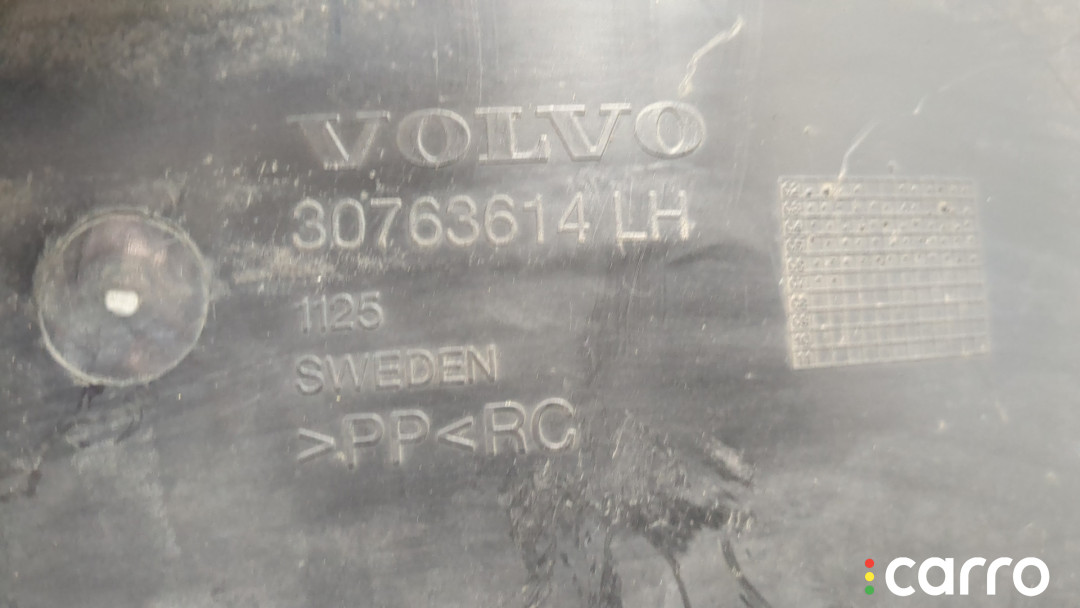 VOLVO
30763614 LH
1125
SWEDEN
>PP<RC
carro